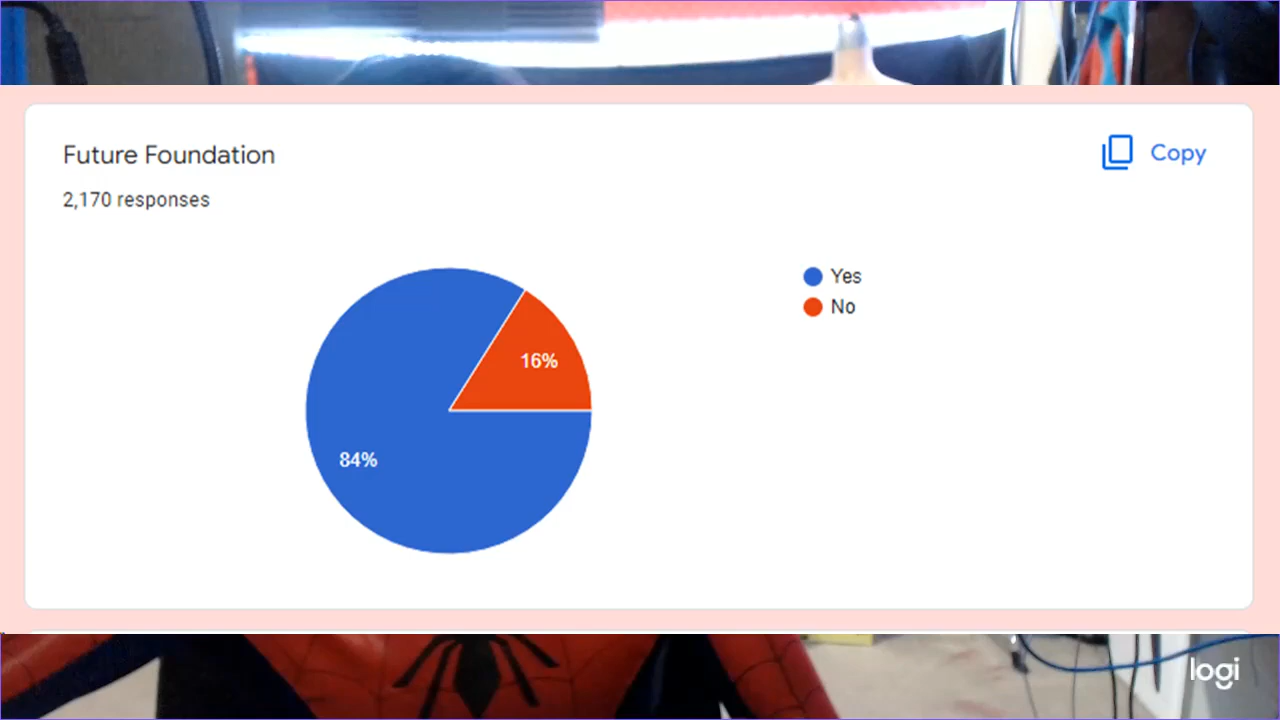 Future Foundation
Copy
2,170 responses
Yes
No
16%
84%
logi